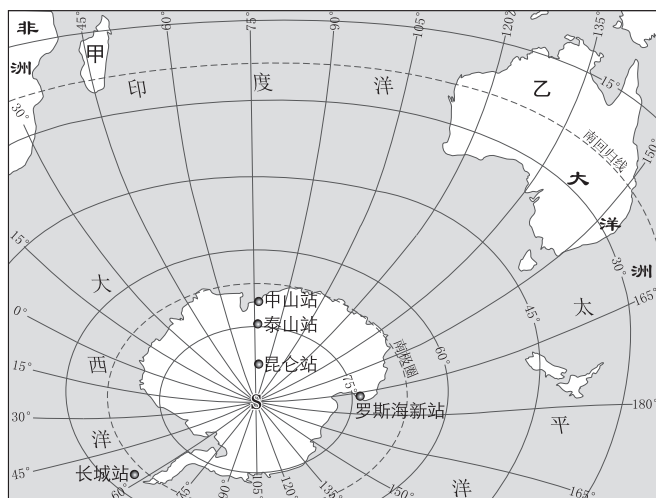 45°
60°
75°
90°
105°
120°
135°
非
洲
甲
印度洋
乙
15°
30°
南回归线
150°
大洋洲
15°
30°
165°
大西洋
0°
中山站
泰山站
昆仑站
南极圈
60°
45°
太平洋
15°
75°
S
罗斯海新站
180°
30°
长城站
45°
60°
75°
90°
105°
120°
135°
150°
165°